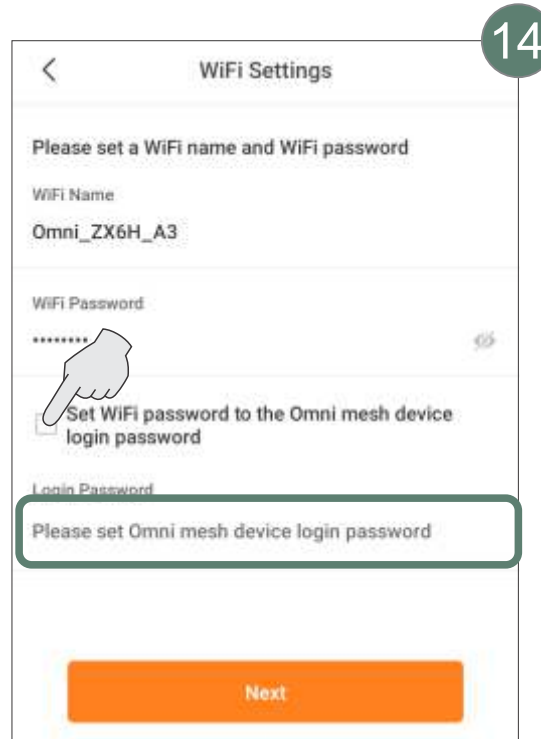 14
WiFi Settings
Please set a WiFi name and WiFi password
WiFi Name
Omni_ZX6H_A3
WiFi Password
••••••••
Set WiFi password to the Omni mesh device
login password
Login Password
Please set Omni mesh device login password
Next